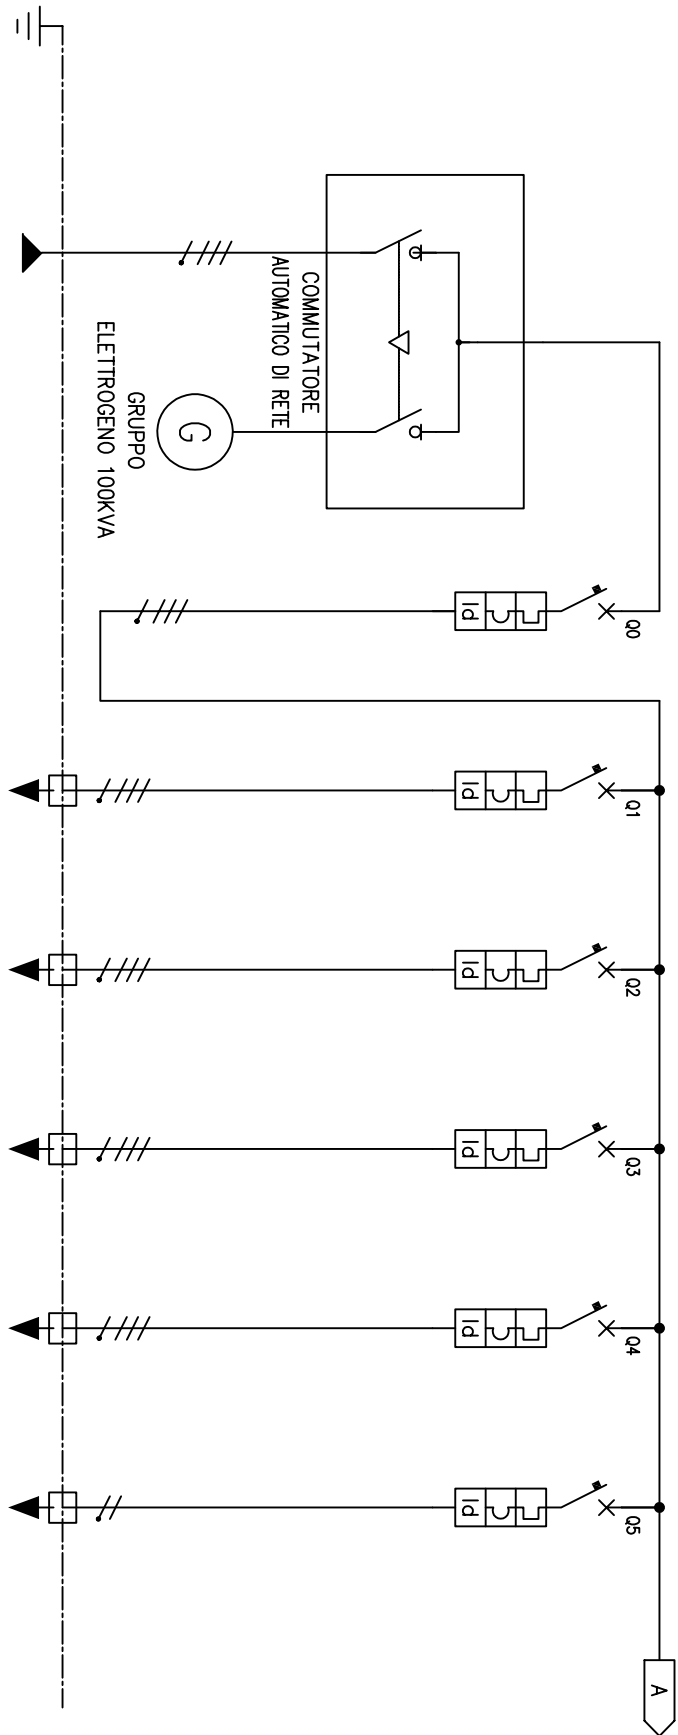 COMMUTATORE
AUTOMATICO DI RETE
G
GRUPPO
ELETTROGENO 100KVA
Q0
Id
Q1
Id
Q2
Id
Q3
Id
Q4
Id
Q5
Id
A